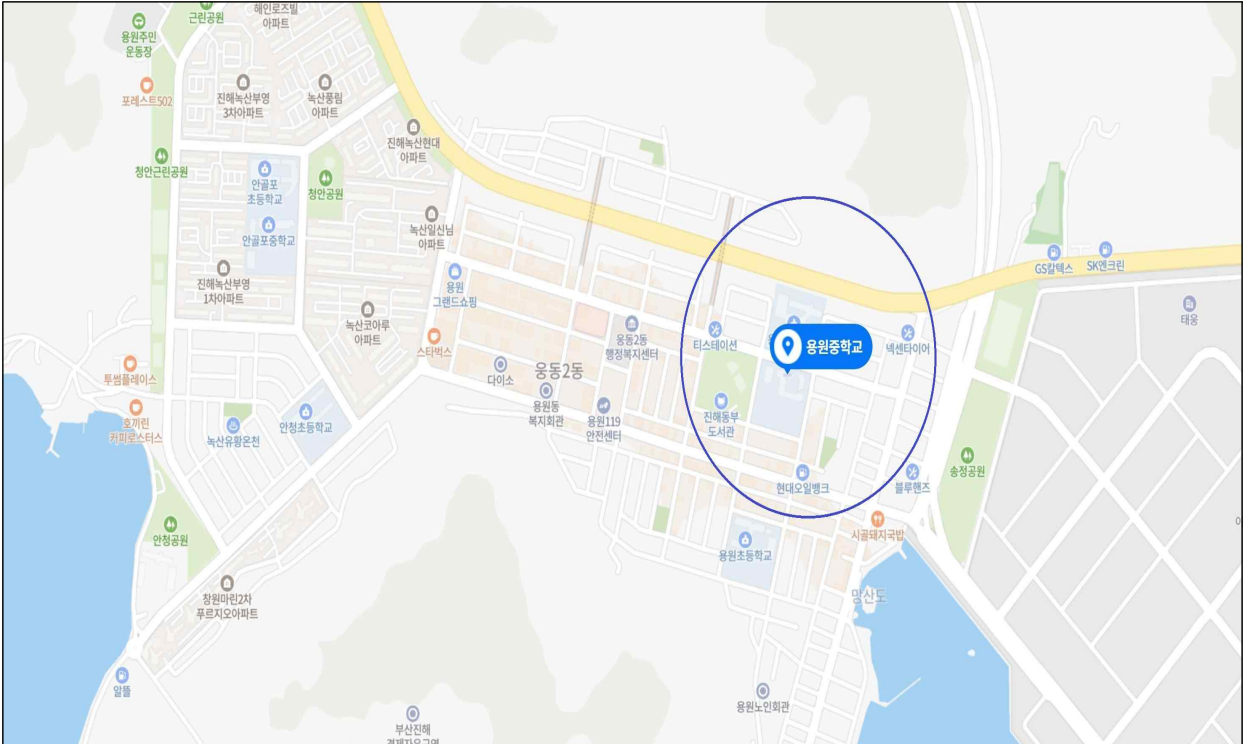 해인로즈빌
아파트
근린공원
용원주민
운동장
포레스트502
진해녹산부영
3차아파트
녹산풍림
아파트
진해녹산현대
아파트
청안근린공원
안골포
초등학교
청안공원
안골포중학교
녹산일신님
아파트
진해녹산부영
1차아파트
용원
그랜드쇼핑
녹산코아루
아파트
스타벅스
웅동2동
행정복지센터
티스테이션
용원중학교
넥센타이어
GS칼텍스
SK엔크린
태웅
투썸플레이스
호끼린
커피로스터스
녹산유황온천
안청초등학교
다이소
웅동2동
용원동
복지회관
용원119
안전센터
진해동부
도서관
현대오일뱅크
블루핸즈
송정공원
시골돼지국밥
용원초등학교
안청공원
망산도
창원마린2차
푸르지오아파트
알뜰
용원노인회관
부산진해